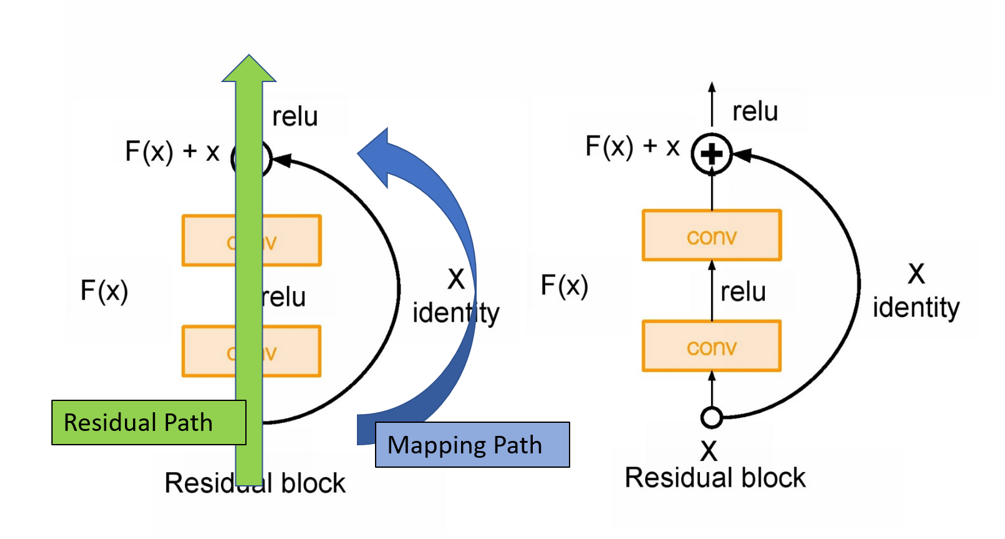 relu
F(x) + x
conv
F(x)
relu
X
identity
conv
Residual Path
Mapping Path
Residual block
relu
F(x) + x
conv
F(x)
relu
X
identity
conv
X
Residual block